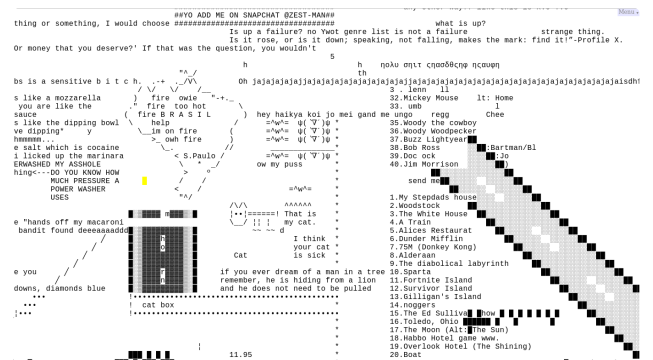 ##YO ADD ME ON SNAPCHAT @ZEST-MAN## Menu
thing or something, I would choose ################################### what is up?
Is up a failure? no Ywot genre list is not a failure strange thing.
Is it rose, or is it down; speaking, not falling, makes the mark: find it!"-Profile X.
Or money that you deserve?' If that was the question, you wouldn't
5
h h
th
bs is a sensitive b i t c h. Oh
3 . lenn ll
s like a mozzarella ) fire owie "-+._ 32.Mickey Mouse lt: Home
you are like the fire too hot 33. umb l
sauce ( fire B R A S I L ) hey haikya koi jo mei gand me ungo regg Chee
s like the dipping bowl \ help / =^w^= 35.Woody the cowboy
ve dipping* y \__im on fire ( =^w^= 36.Woody Woodpecker
hmmmmm... >_ owh fire ) =^w^= 37.Buzz Lightyear
e salt which is cocaine 38.Bob Ross :Bartman/Bl
i licked up the marinara < S.Paulo / =^w^= 39.Doc ock :Jo
ERWASHED MY ASSHOLE ow my puss 40.Jim Morrison )
hing<---DO YOU KNOW HOW
MUCH PRESSURE A send me
POWER WASHER =^w^=
USES 1.My Stepdads house
2.Woodstock
m That is 3.The White House
e "hands off my macaroni my cat. 4.A Train
bandit found deeeeaaaddd d 5.Alices Restaurat
h I think 6.Dunder Mifflin
o your cat * 7.75M (Donkey Kong)
Cat is sick * 8.Alderaan
9.The diabolical labyrinth
e you r if you ever dream of a man in a tree 10.Sparta
n remember, he is hiding from a lion 11.Fortnite Island
downs, diamonds blue and he does not need to be pulled 12.Survivor Island
13.Gilligan's Island
! cat box 14.noggers
15.The Ed Sulliva how
16.Toledo, Ohio
17.The Moon (Alt: The Sun)
18.Habbo Hotel game www.
19.Overlook Hotel (The Shining)
11.95 20.Boat